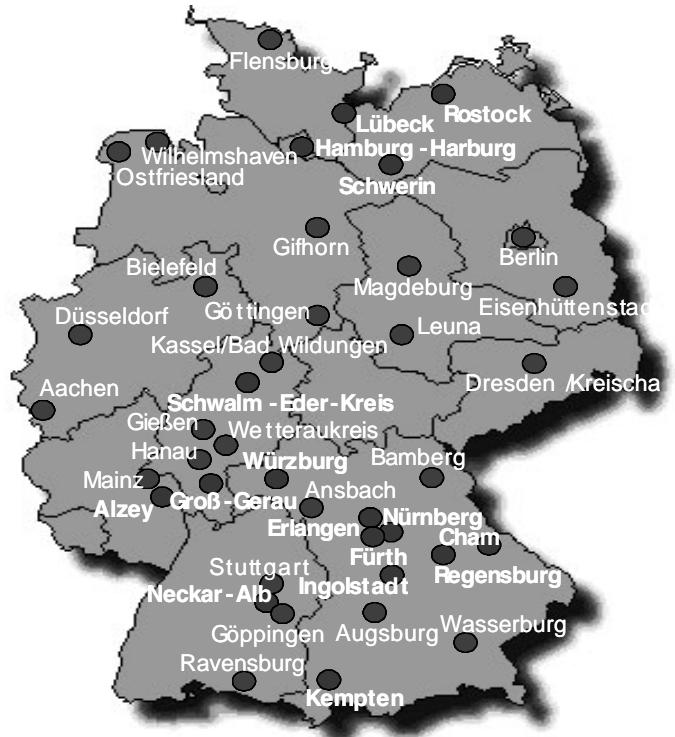 Flensburg
Rostock
Lübeck
Hamburg-Harburg
Wilhelmshaven
Ostfriesland
Schwerin
Gifhorn
Berlin
Bielefeld
Magdeburg
Eisenhüttenstad
Göttingen
Düsseldorf
Leuna
Kassel/Bad Wildungen
Dresden /Kreischa
Aachen
Schwalm-Eder-Kreis
Gießen
Wetteraukreis
Hanau
Würzburg
Bamberg
Mainz
Ansbach
Groß-Gerau
Alzey
Nürnberg
Erlangen
Cham
Fürth
Stuttgart
Regensburg
Ingolstadt
Neckar-Alb
Göppingen
Augsburg
Wasserburg
Ravensburg
Kempten